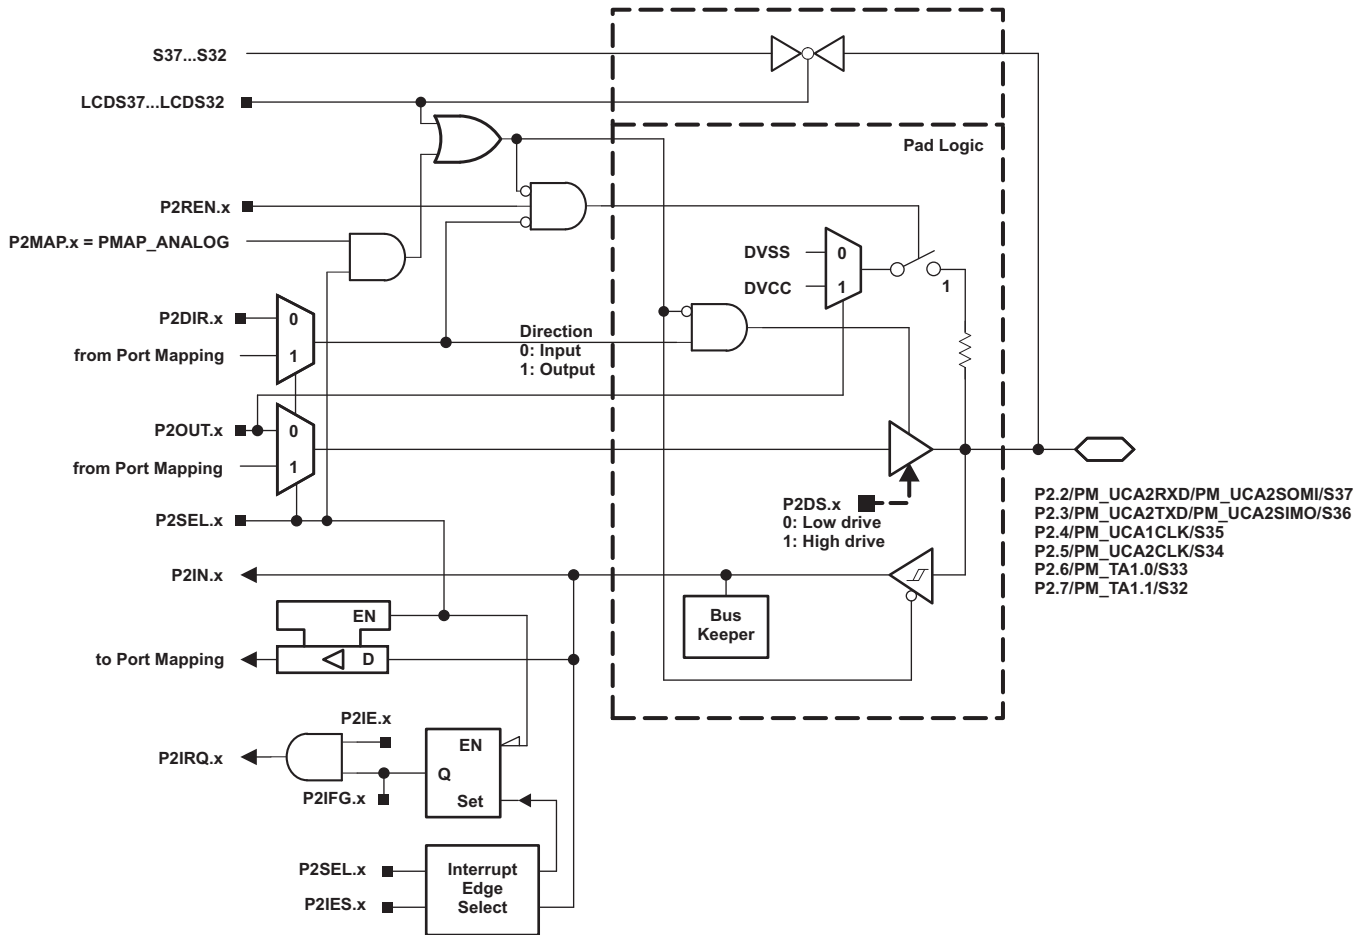 S37...S32
LCDS37...LCDS32
Pad Logic
P2REN.x
P2MAP.x = PMAP_ANALOG
DVSS
0
DVCC
1
1
P2DIR.x
0
from Port Mapping
1
Direction
0: Input
1: Output
P2OUT.x
0
from Port Mapping
1
P2DS.x
0: Low drive
1: High drive
P2SEL.x
P2.2/PM_UCA2RXD/PM_UCA2SOMI/S37
P2.3/PM_UCA2TXD/PM_UCA2SIMO/S36
P2.4/PM_UCA1CLK/S35
P2.5/PM_UCA2CLK/S34
P2.6/PM_TA1.0/S33
P2.7/PM_TA1.1/S32
P2IN.x
Bus
Keeper
EN
to Port Mapping
D
P2IE.x
P2IRQ.x
EN
Q
P2IFG.x
Set
P2SEL.x
P2IES.x
Interrupt
Edge
Select